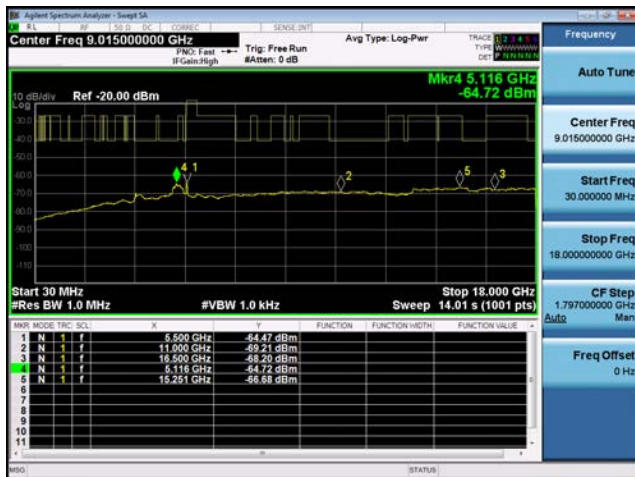 Agilent Spectrum Analyzer - Swept SA
RL RF 50 Ω DC CORREC SENSE:INT
Center Freq 9.015000000 GHz
PNO: Fast
IFGain:High
Trig: Free Run
#Atten: 0 dB
Avg Type: Log-Pwr
TRACE 1 2 3 4 5 6
TYPE
DET P N N N N N
Mkr4 5.116 GHz
-64.72 dBm
10 dB/div
Log
Ref -20.00 dBm
-30.0
-40.0
-50.0
-60.0
-70.0
-80.0
-90.0
-100
-110
4 1 2 5 3
Start 30 MHz
Stop 18.000 GHz
#Res BW 1.0 MHz
#VBW 1.0 kHz
Sweep 14.01 s (1001 pts)
MKR MODE TRC SCL X Y FUNCTION FUNCTION WIDTH FUNCTION VALUE
1 N 1 f 5.500 GHz -64.47 dBm
2 N 1 f 11.000 GHz -69.21 dBm
3 N 1 f 16.500 GHz -68.20 dBm
4 N 1 f 5.116 GHz -64.72 dBm
5 N 1 f 15.251 GHz -66.68 dBm
6
7
8
9
10
11
MSG
STATUS
Frequency
Auto Tune
Center Freq
9.015000000 GHz
Start Freq
30.000000 MHz
Stop Freq
18.000000000 GHz
CF Step
1.797000000 GHz
Auto Man
Freq Offset
0 Hz